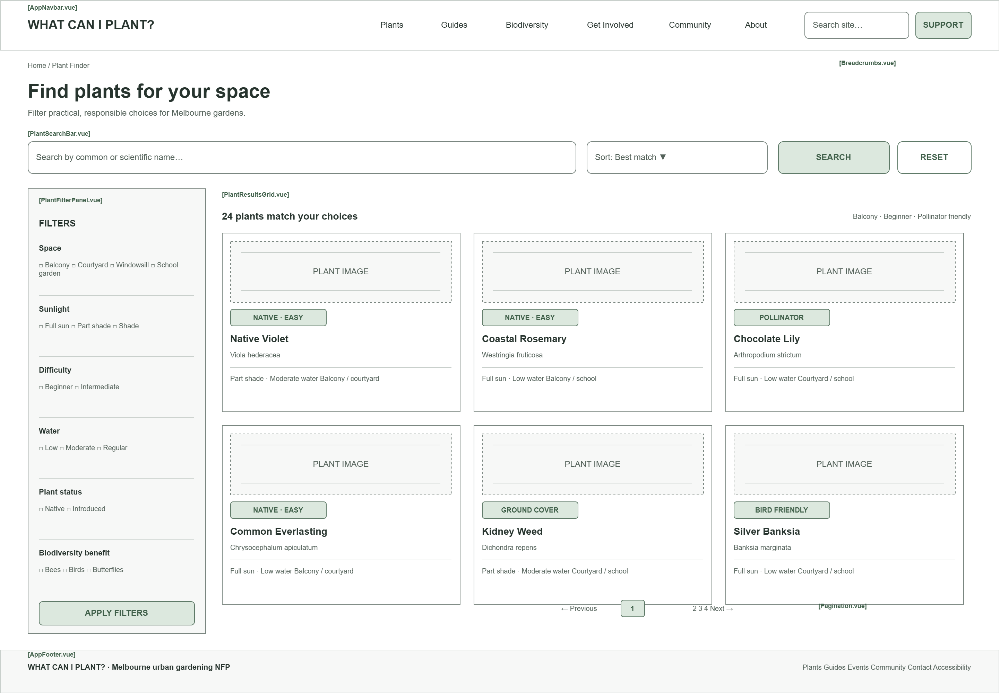 [AppNavbar.vue]
WHAT CAN I PLANT?
Plants Guides Biodiversity Get Involved Community About Search site… SUPPORT
Home / Plant Finder
[Breadcrumbs.vue]
Find plants for your space
Filter practical, responsible choices for Melbourne gardens.
[PlantSearchBar.vue]
Search by common or scientific name… Sort: Best match ▼ SEARCH RESET
[PlantFilterPanel.vue]
FILTERS
Space
□ Balcony □ Courtyard □ Windowsill □ School
garden
Sunlight
□ Full sun □ Part shade □ Shade
Difficulty
□ Beginner □ Intermediate
Water
□ Low □ Moderate □ Regular
Plant status
□ Native □ Introduced
Biodiversity benefit
□ Bees □ Birds □ Butterflies
APPLY FILTERS
[PlantResultsGrid.vue]
24 plants match your choices
Balcony · Beginner · Pollinator friendly
PLANT IMAGE
NATIVE · EASY
Native Violet
Viola hederacea
Part shade · Moderate water Balcony / courtyard
PLANT IMAGE
NATIVE · EASY
Coastal Rosemary
Westringia fruticosa
Full sun · Low water Balcony / school
PLANT IMAGE
POLLINATOR
Chocolate Lily
Arthropodium strictum
Full sun · Low water Courtyard / school
PLANT IMAGE
NATIVE · EASY
Common Everlasting
Chrysocephalum apiculatum
Full sun · Low water Balcony / courtyard
PLANT IMAGE
GROUND COVER
Kidney Weed
Dichondra repens
Part shade · Moderate water Courtyard / school
PLANT IMAGE
BIRD FRIENDLY
Silver Banksia
Banksia marginata
Full sun · Low water Courtyard / school
← Previous 1 2 3 4 Next →
[Pagination.vue]
[AppFooter.vue]
WHAT CAN I PLANT? · Melbourne urban gardening NFP
Plants Guides Events Community Contact Accessibility